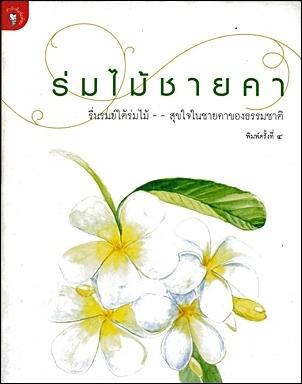 ร่มไม้ชายคา
รื่นรมย์ใต้ร่มไม้ - - สุขใจในชายคาของธรรมชาติ
พิมพ์ครั้งที่ ๔